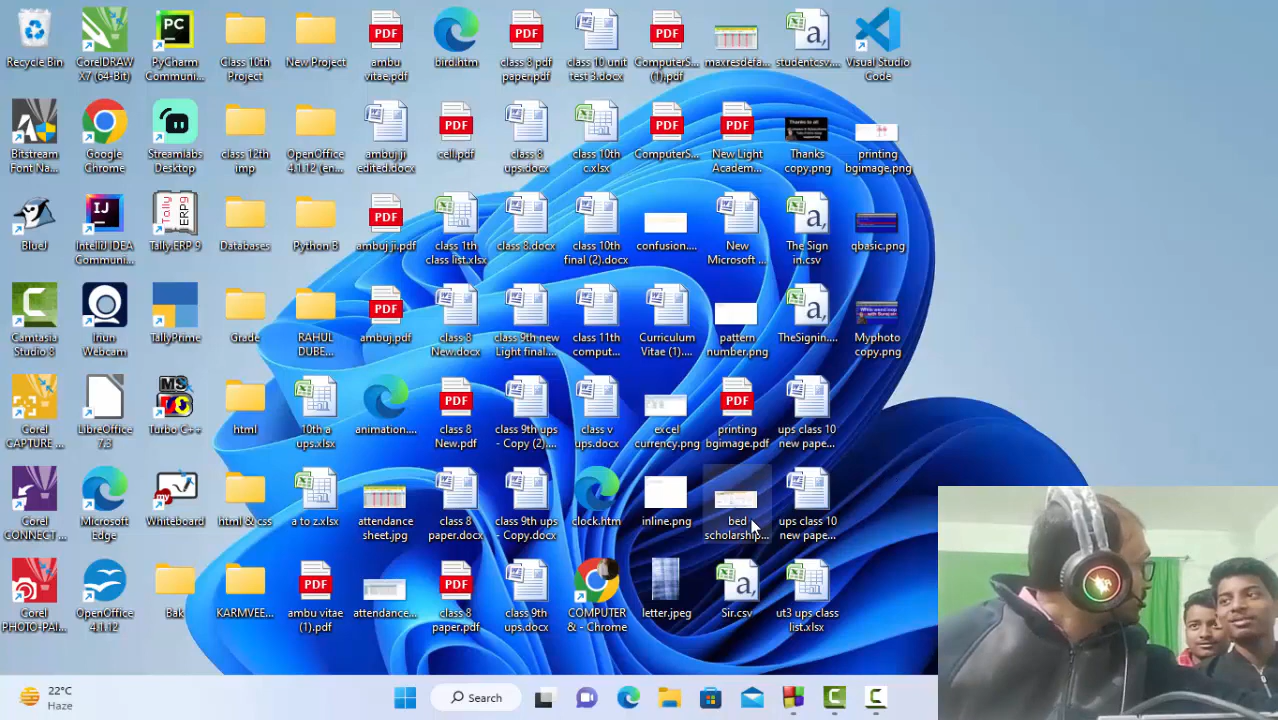 Recycle Bin
CorelDRAW
X7 (64-Bit)
PyCharm
Communi...
Class 10th
Project
New Project
ambu
vitae.pdf
bird.htm
class 8 pdf
paper.pdf
class 10 unit
test 3.docx
ComputerS...
(1).pdf
maxresdefa...
studentcsv....
Visual Studio
Code
Bitstream
Font Na...
Google
Chrome
Streamlabs
Desktop
class 12th
imp
OpenOffice
4.1.12 (en...
ambuj ji
edited.docx
cell.pdf
class 8
ups.docx
class 10th
c.xlsx
ComputerS...
New Light
Academ...
Thanks
copy.png
printing
bgimage.png
BlueJ
IntelliJ IDEA
Communi...
Tally.ERP 9
Databases
Python B
ambuj ji.pdf
class 1th
class list.xlsx
class 8.docx
class 10th
final (2).docx
confusion....
New
Microsoft ...
The Sign
in.csv
qbasic.png
Camtasia
Studio 8
Iriun
Webcam
TallyPrime
Grade
RAHUL
DUBE...
ambuj.pdf
class 8
New.docx
class 9th new
Light final....
class 11th
comput...
Curriculum
Vitae (1)....
pattern
number.png
TheSignin....
Myphoto
copy.png
Corel
CAPTURE ...
LibreOffice
7.3
Turbo C++
html
10th a
ups.xlsx
animation....
class 8
New.pdf
class 9th ups
- Copy (2)....
class v
ups.docx
excel
currency.png
printing
bgimage.pdf
ups class 10
new pape...
Corel
CONNECT ...
Microsoft
Edge
Whiteboard
html & css
a to z.xlsx
attendance
sheet.jpg
class 8
paper.docx
class 9th ups
- Copy.docx
clock.htm
inline.png
bed
scholarship...
ups class 10
new pape...
Corel
PHOTO-PAI...
OpenOffice
4.1.12
Bak
KARMVEE...
ambu vitae
(1).pdf
attendance...
class 8
paper.pdf
class 9th
ups.docx
COMPUTER
& - Chrome
letter.jpeg
Sir.csv
ut3 ups class
list.xlsx
22°C
Haze
Search